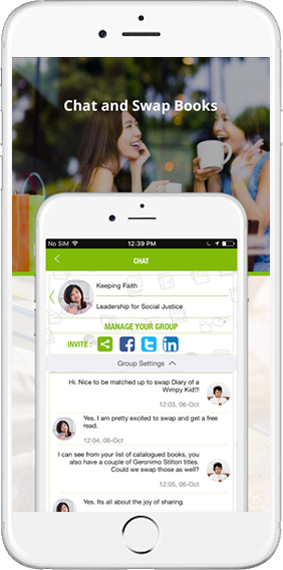 Chat and Swap Books
No SIM 12:39 PM
CHAT
Keeping Faith
Leadership for Social Justice
MANAGE YOUR GROUP
INVITE :
Group Settings
Hi. Nice to be matched up to swap Diary of a
Wimpy Kid!!!
12:03, 06-Oct
Yes. I am pretty excited to swap and get a
free read.
12:04, 06-Oct
I can see from your list of catalogued books, you
also have a couple of Geronimo Stilton titles.
Could we swap those as well?
12:05, 06-Oct
Yes. Its all about the joy of sharing.